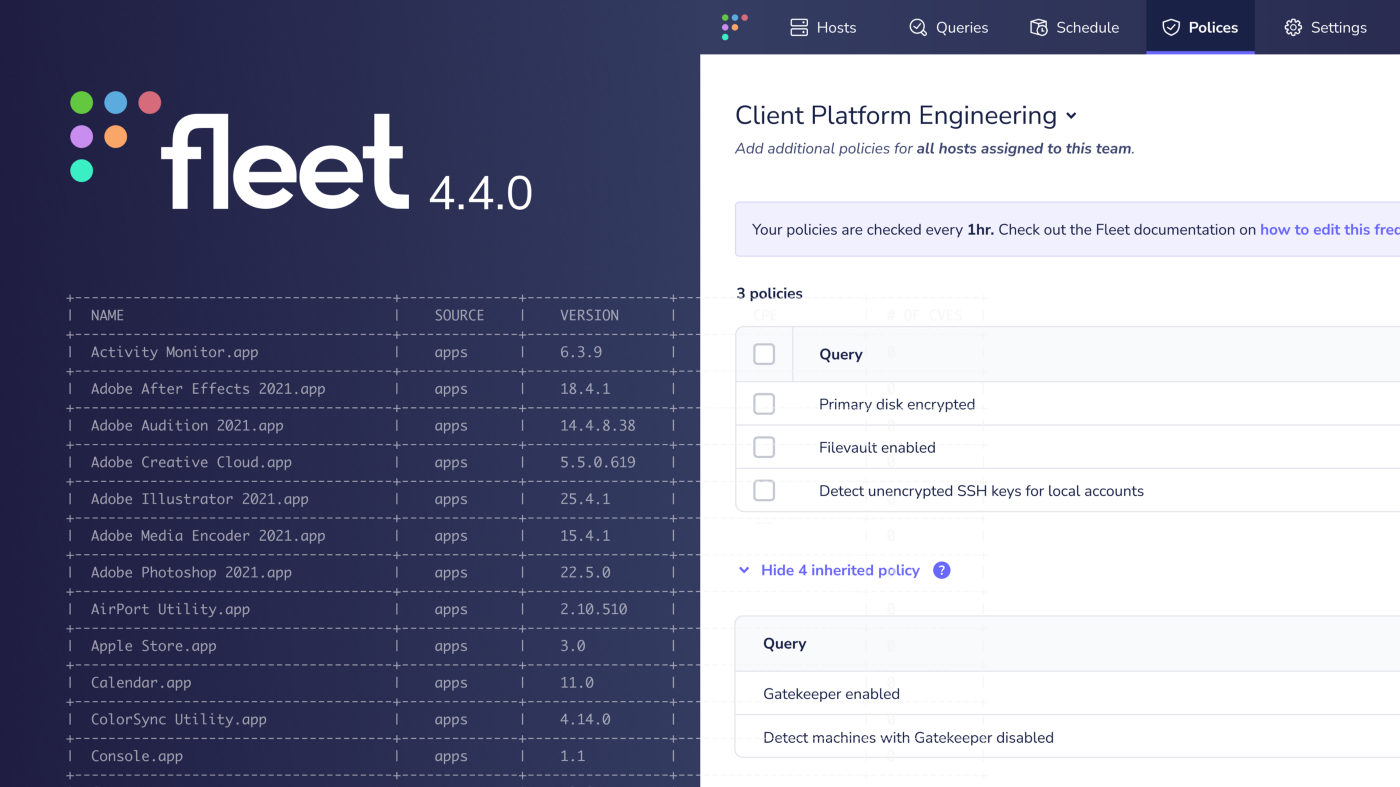 fleet 4.4.0
| NAME | SOURCE | VERSION |
| Activity Monitor.app | apps | 6.3.9 |
| Adobe After Effects 2021.app | apps | 18.4.1 |
| Adobe Audition 2021.app | apps | 14.4.8.38 |
| Adobe Creative Cloud.app | apps | 5.5.0.619 |
| Adobe Illustrator 2021.app | apps | 25.4.1 |
| Adobe Media Encoder 2021.app | apps | 15.4.1 |
| Adobe Photoshop 2021.app | apps | 22.5.0 |
| AirPort Utility.app | apps | 2.10.510 |
| Apple Store.app | apps | 3.0 |
| Calendar.app | apps | 11.0 |
| ColorSync Utility.app | apps | 4.14.0 |
| Console.app | apps | 1.1 |
CPE | # OF CVES |
Hosts Queries Schedule Polices Settings
Client Platform Engineering
Add additional policies for all hosts assigned to this team.
Your policies are checked every 1hr. Check out the Fleet documentation on how to edit this
3 policies
Query
Primary disk encrypted
Filevault enabled
Detect unencrypted SSH keys for local accounts
Hide 4 inherited policy ?
Query
Gatekeeper enabled
Detect machines with Gatekeeper disabled